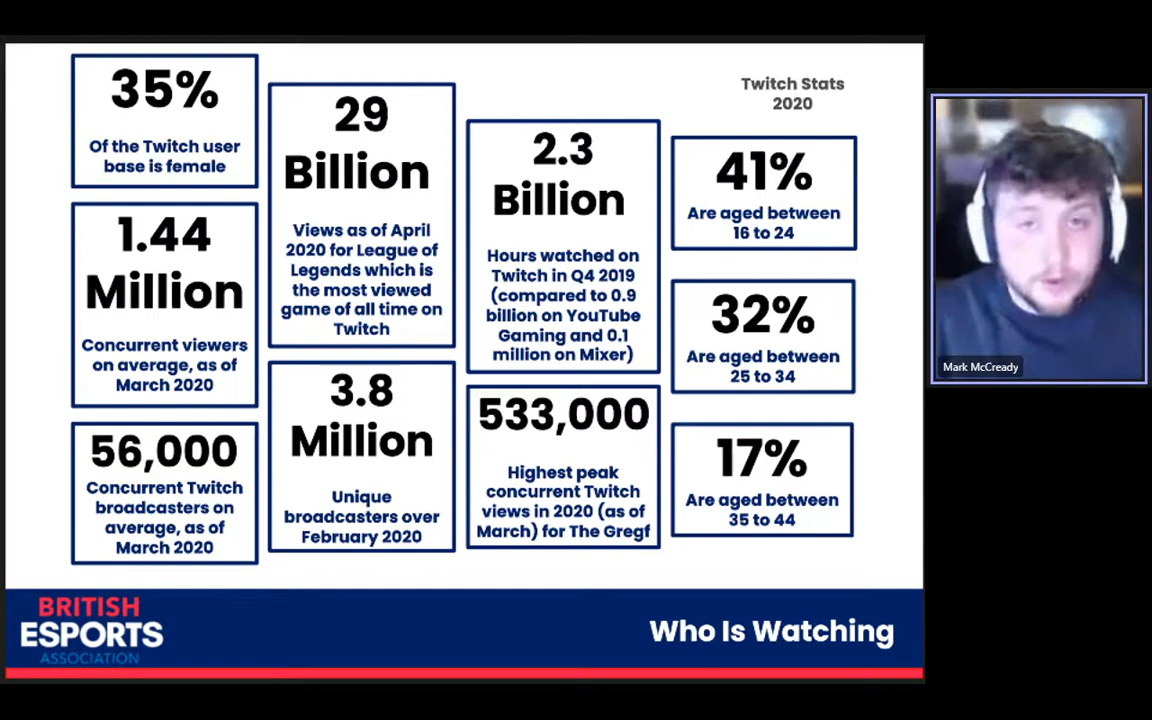 35%
Of the Twitch user
base is female
1.44
Million
Concurrent viewers
on average, as of
March 2020
56,000
Concurrent Twitch
broadcasters on
average, as of
March 2020
29
Billion
Views as of April
2020 for League of
Legends which is
the most viewed
game of all time on
Twitch
3.8
Million
Unique
broadcasters over
February 2020
2.3
Billion
Hours watched on
Twitch in Q4 2019
(compared to 0.9
billion on YouTube
Gaming and 0.1
million on Mixer)
533,000
Highest peak
concurrent Twitch
views in 2020 (as of
March) for The Gregf
Twitch Stats
2020
41%
Are aged between
16 to 24
32%
Are aged between
25 to 34
17%
Are aged between
35 to 44
Mark McCready
BRITISH
ESPORTS
ASSOCIATION
Who Is Watching